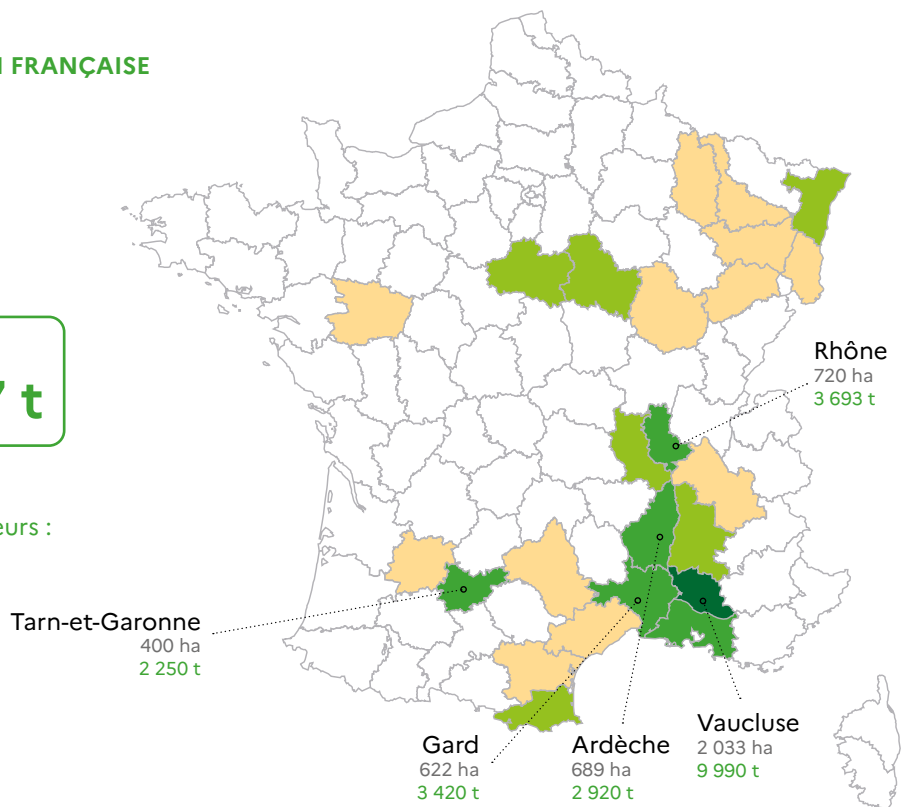 FRANÇAISE
t
eurs :
Rhône
720 ha
3 693 t
Tarn-et-Garonne
400 ha
2 250 t
Gard
622 ha
3 420 t
Ardèche
689 ha
2 920 t
Vaucluse
2 033 ha
9 990 t